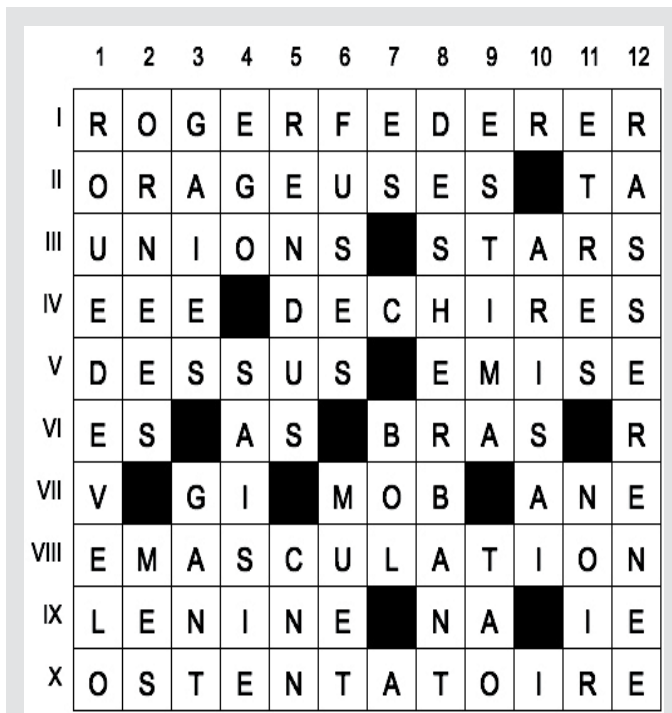 1 2 3 4 5 6 7 8 9 10 11 12
I R O G E R F E D E R E R
II O R A G E U S E S T A
III U N I O N S S T A R S
IV E E E D E C H I R E S
V D E S S U S E M I S E
VI E S A S B R A S R
VII V G I M O B A N E
VIII E M A S C U L A T I O N
IX L E N I N E N A I E
X O S T E N T A T O I R E